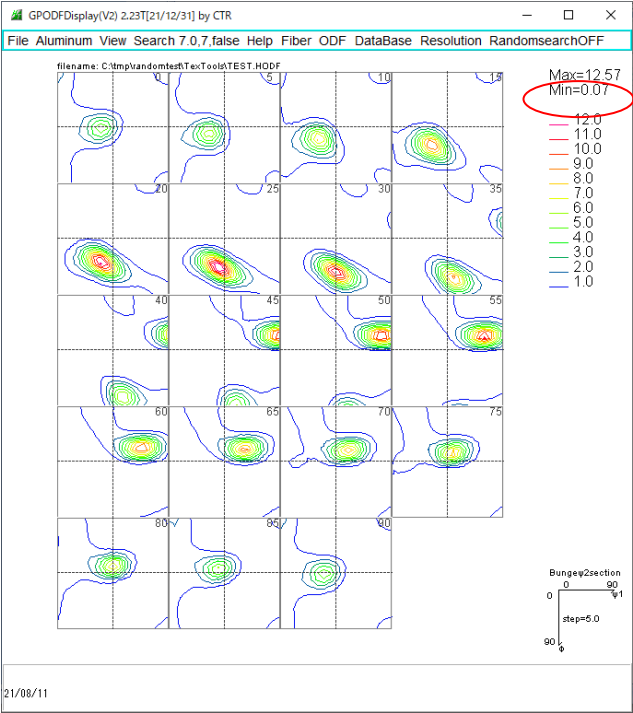 GPODFDisplay(V2) 2.23T[21/12/31] by CTR
File Aluminum View Search 7.0,7,false Help Fiber ODF DataBase Resolution RandomsearchOFF
filename: C:\tmp\randomtest\TexTools\TEST.HODF
Max=12.57
Min=0.07
12.0
11.0
10.0
9.0
8.0
7.0
6.0
5.0
4.0
3.0
2.0
1.0
0 5 10 15
20 25 30 35
40 45 50 55
60 65 70 75
80 85 90
Bungeψ2section
0 90
0 ψ1
step=5.0
90
Φ
21/08/11